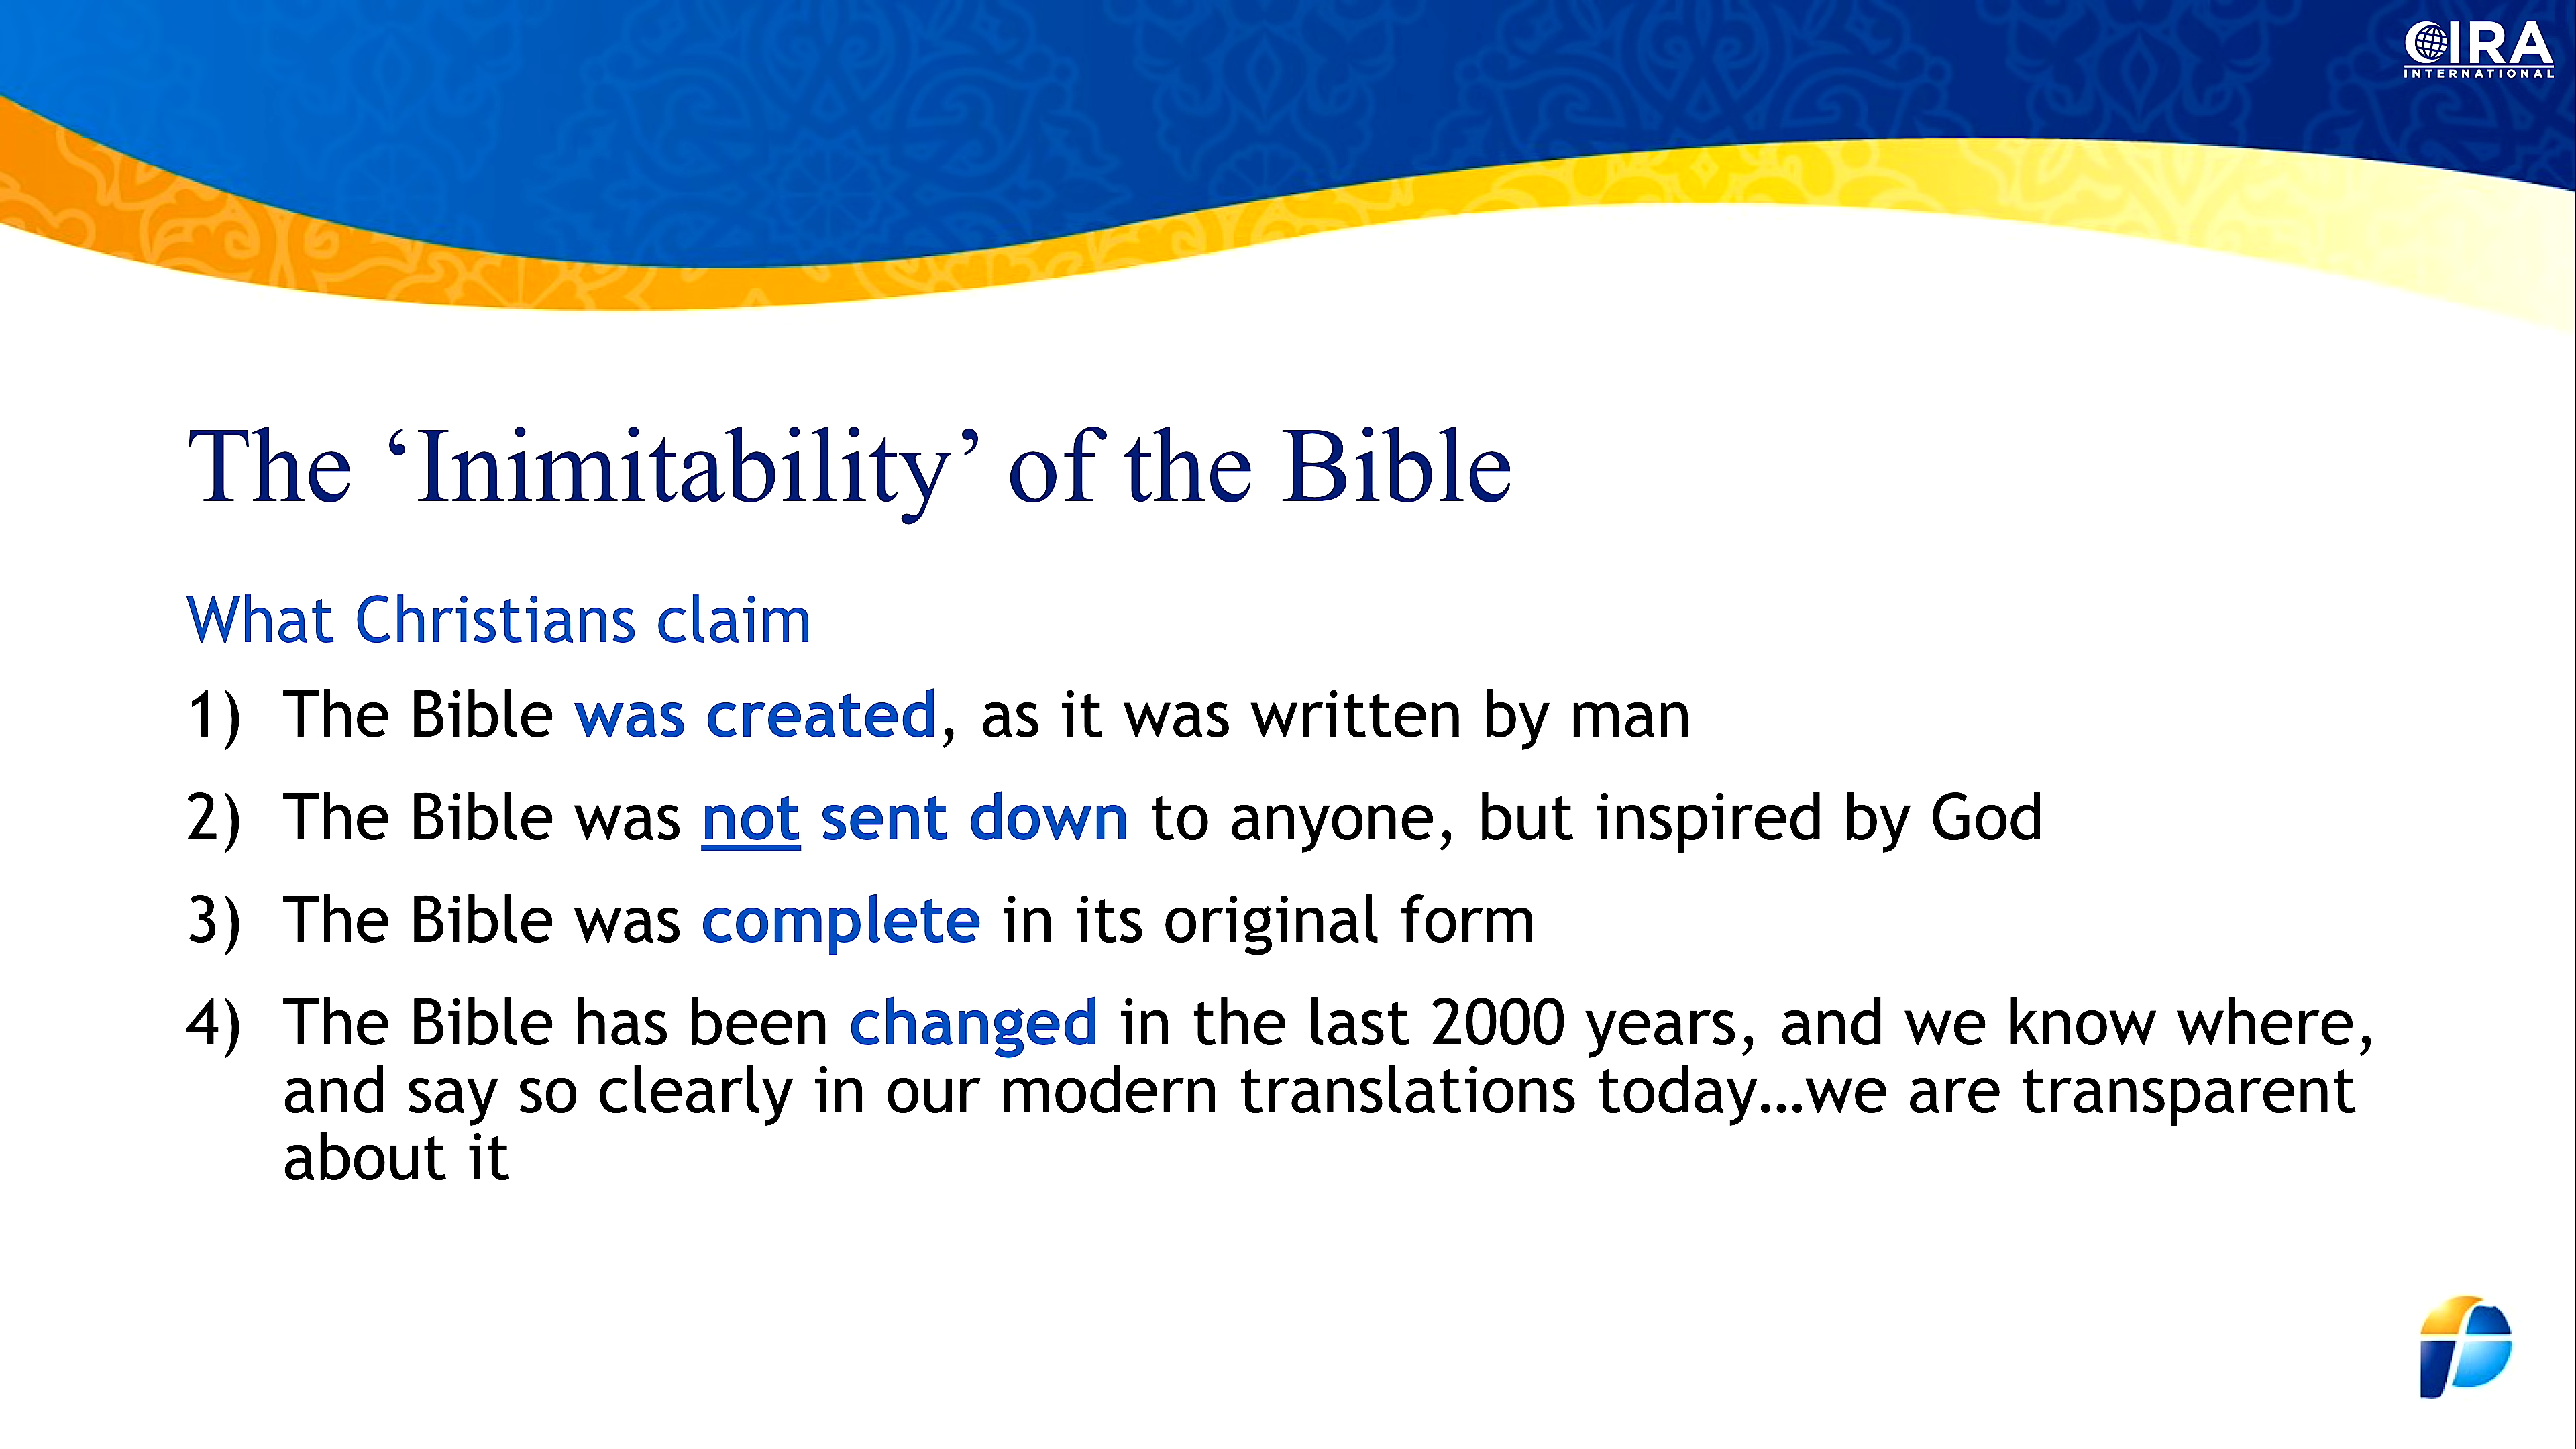 CIRA
INTERNATIONAL
The ‘Inimitability’ of the Bible
What Christians claim
1) The Bible was created, as it was written by man
2) The Bible was not sent down to anyone, but inspired by God
3) The Bible was complete in its original form
4) The Bible has been changed in the last 2000 years, and we know where,
and say so clearly in our modern translations today…we are transparent
about it